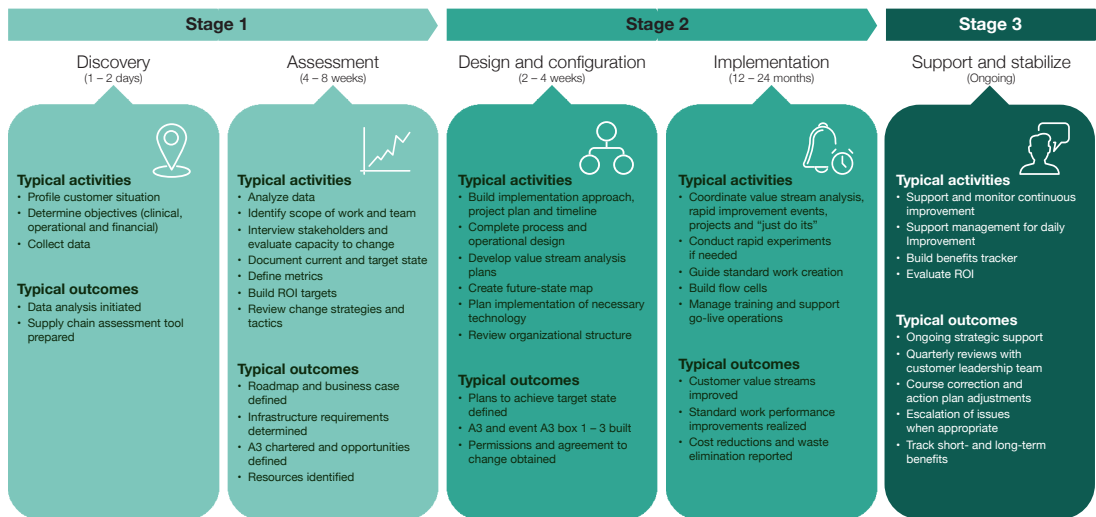 Stage 1
Stage 2
Stage 3
Discovery
(1 – 2 days)
Typical activities
• Profile customer situation
• Determine objectives (clinical,
operational and financial)
• Collect data
Typical outcomes
• Data analysis initiated
• Supply chain assessment tool
prepared
Assessment
(4 – 8 weeks)
Typical activities
• Analyze data
• Identify scope of work and team
• Interview stakeholders and
evaluate capacity to change
• Document current and target state
• Define metrics
• Build ROI targets
• Review change strategies and
tactics
Typical outcomes
• Roadmap and business case
defined
• Infrastructure requirements
determined
• A3 chartered and opportunities
defined
• Resources identified
Design and configuration
(2 – 4 weeks)
Typical activities
• Build implementation approach,
project plan and timeline
• Complete process and
operational design
• Develop value stream analysis
plans
• Create future-state map
• Plan implementation of necessary
technology
• Review organizational structure
Typical outcomes
• Plans to achieve target state
defined
• A3 and event A3 box 1 – 3 built
• Permissions and agreement to
change obtained
Implementation
(12 – 24 months)
Typical activities
• Coordinate value stream analysis,
rapid improvement events,
projects and “just do its”
• Conduct rapid experiments
if needed
• Guide standard work creation
• Build flow cells
• Manage training and support
go-live operations
Typical outcomes
• Customer value streams
improved
• Standard work performance
improvements realized
• Cost reductions and waste
elimination reported
Support and stabilize
(Ongoing)
Typical activities
• Support and monitor continuous
improvement
• Support management for daily
Improvement
• Build benefits tracker
• Evaluate ROI
Typical outcomes
• Ongoing strategic support
• Quarterly reviews with
customer leadership team
• Course correction and
action plan adjustments
• Escalation of issues
when appropriate
• Track short- and long-term
benefits